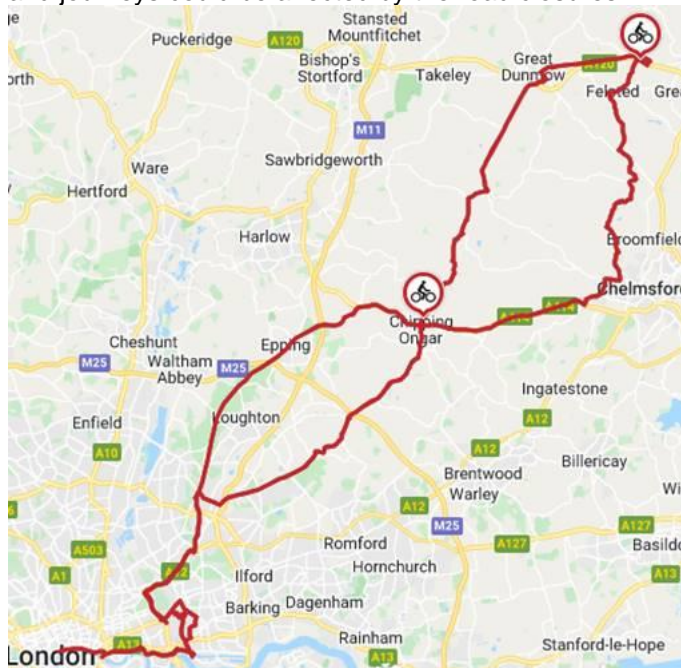 Stansted
Mountfitchet
Puckeridge
A120
Bishop's
Stortford
Takeley
Great
Dunmow
A120
Felsted
M11
Ware
Sawbridgeworth
Hertford
Harlow
Broomfield
Chelmsford
Chipping
Ongar
Cheshunt
Epping
M25
Waltham
Abbey
M25
Ingatestone
Loughton
A12
Enfield
A10
A12
Billericay
Brentwood
Warley
A12
M25
A127
A127
Romford
A503
Basildo
Hornchurch
A1
Ilford
A13
Barking
Dagenham
London
A13
Rainham
A13
Stanford-le-Hope